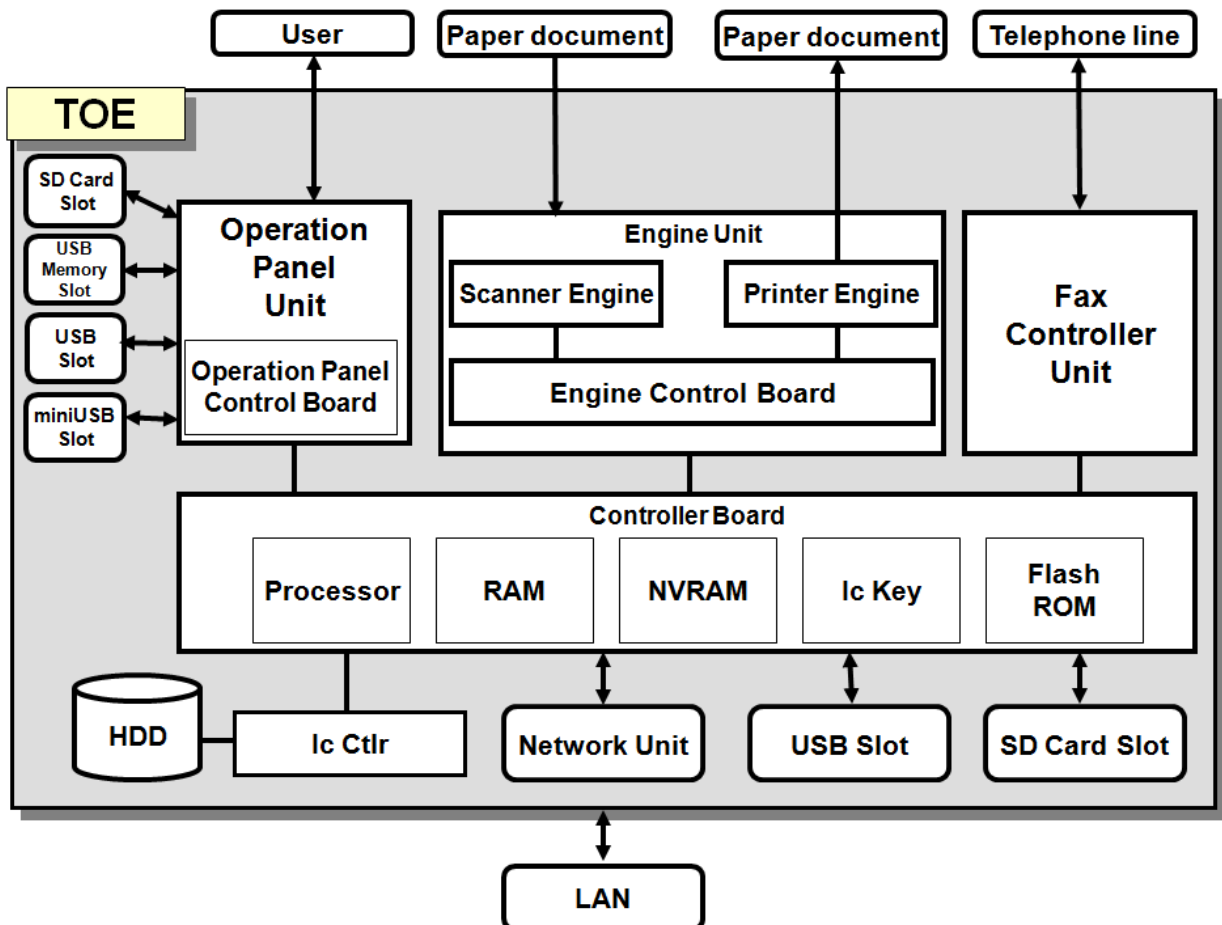 User
Paper document
Paper document
Telephone line
TOE
SD Card
Slot
USB
Memory
Slot
USB
Slot
miniUSB
Slot
Operation
Panel
Unit
Operation Panel
Control Board
Engine Unit
Scanner Engine
Printer Engine
Engine Control Board
Fax
Controller
Unit
Controller Board
Processor
RAM
NVRAM
Ic Key
Flash
ROM
HDD
Ic Ctlr
Network Unit
USB Slot
SD Card Slot
LAN